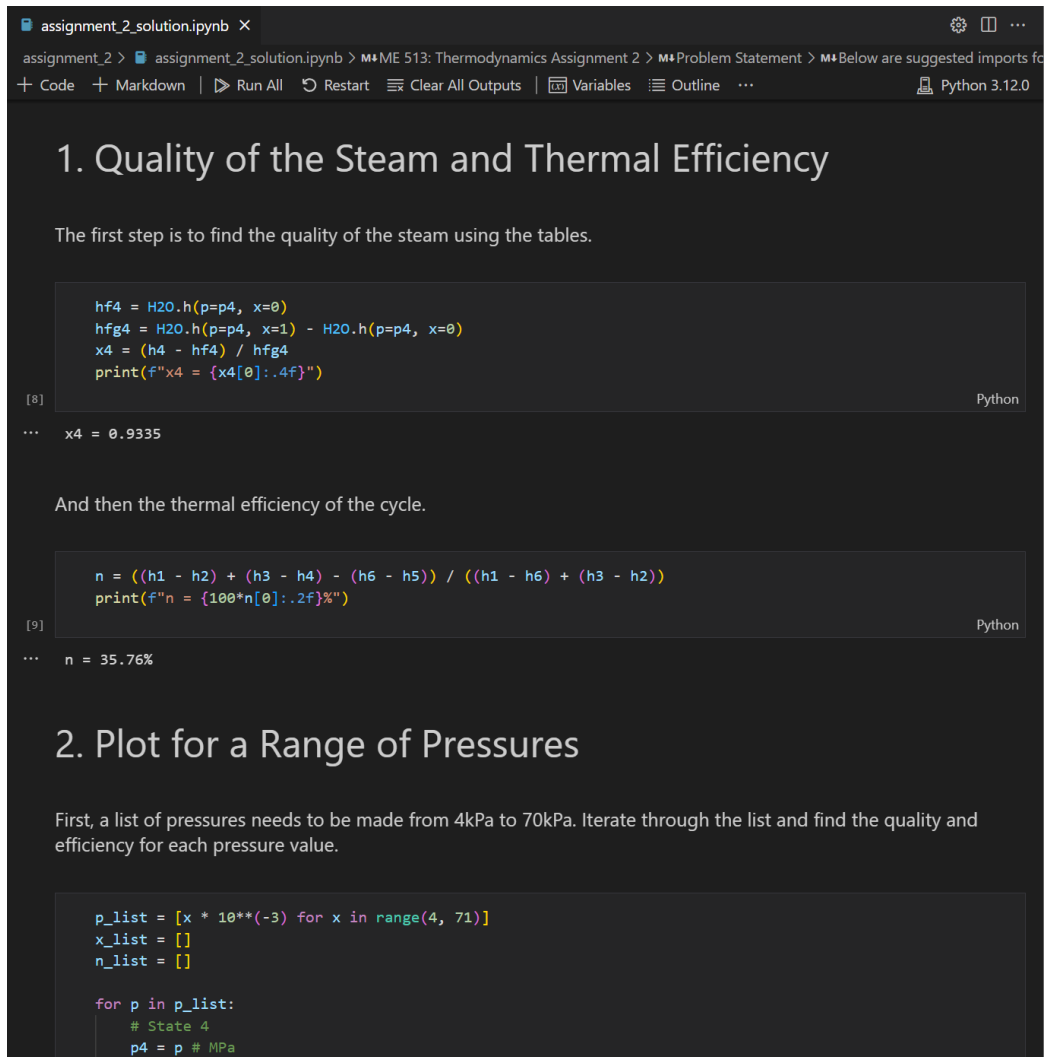 assignment_2_solution.ipynb
assignment_2 > assignment_2_solution.ipynb > M↓ME 513: Thermodynamics Assignment 2 > M↓Problem Statement > M↓Below are suggested imports fo
+ Code + Markdown | Run All Restart Clear All Outputs | Variables Outline ··· Python 3.12.0
1. Quality of the Steam and Thermal Efficiency
The first step is to find the quality of the steam using the tables.
hf4 = H2O.h(p=p4, x=0)
hfg4 = H2O.h(p=p4, x=1) - H2O.h(p=p4, x=0)
x4 = (h4 - hf4) / hfg4
print(f"x4 = {x4[0]:.4f}")
[8] Python
··· x4 = 0.9335
And then the thermal efficiency of the cycle.
n = ((h1 - h2) + (h3 - h4) - (h6 - h5)) / ((h1 - h6) + (h3 - h2))
print(f"n = {100*n[0]:.2f}%")
[9] Python
··· n = 35.76%
2. Plot for a Range of Pressures
First, a list of pressures needs to be made from 4kPa to 70kPa. Iterate through the list and find the quality and
efficiency for each pressure value.
p_list = [x * 10**(-3) for x in range(4, 71)]
x_list = []
n_list = []
for p in p_list:
# State 4
p4 = p # MPa